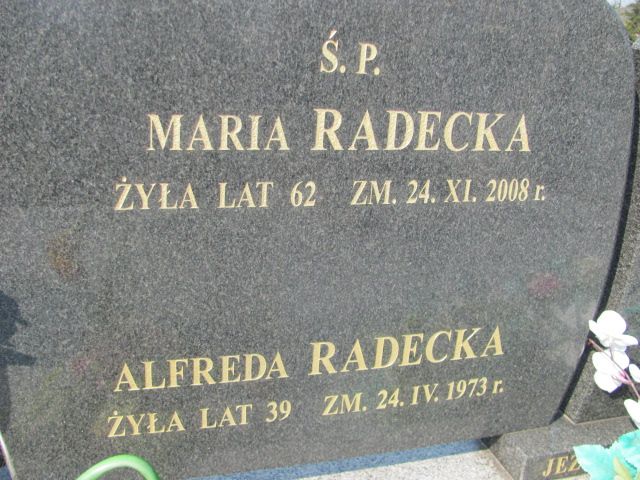 Ś.P.
MARIA RADECKA
ŻYŁA LAT 62 ZM. 24. XI. 2008 r.
ALFREDA RADECKA
ŻYŁA LAT 39 ZM. 24. IV. 1973 r.